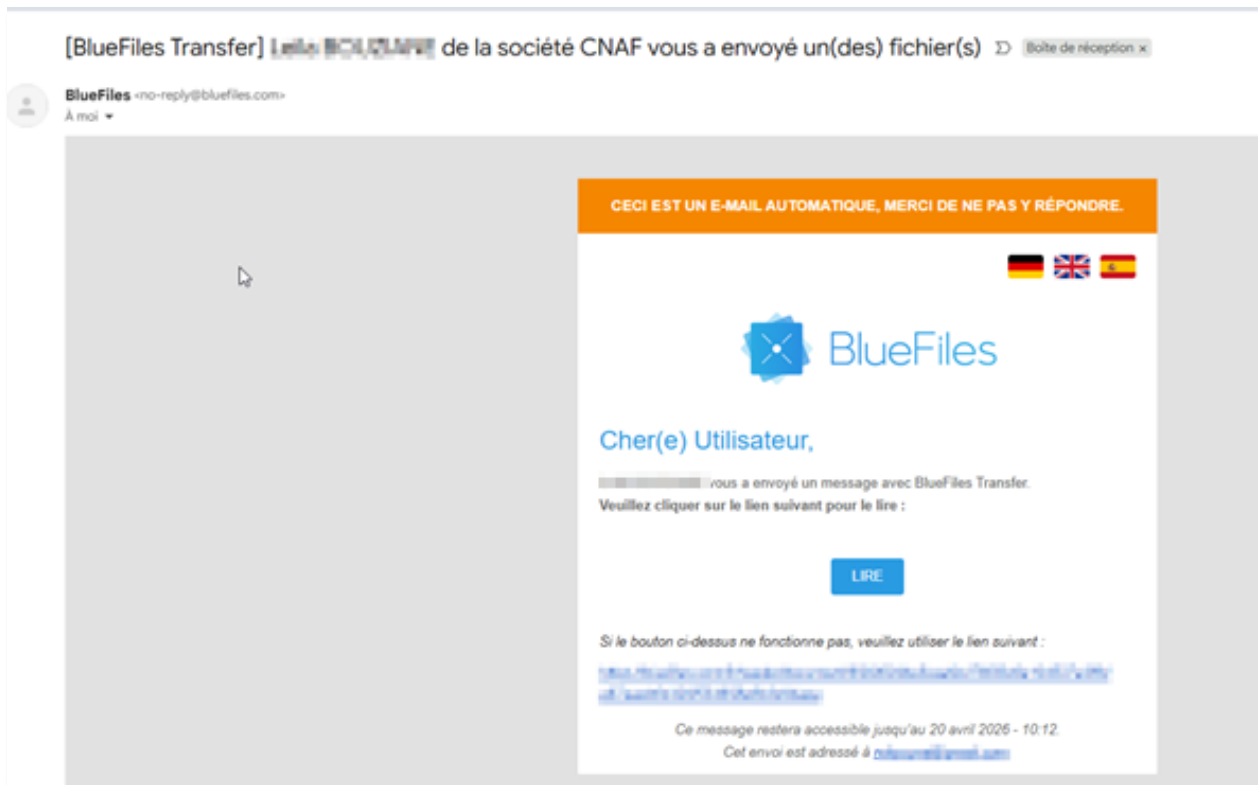 [BlueFiles Transfer] de la société CNAF vous a envoyé un(des) fichier(s) Boîte de réception x
BlueFiles <no-reply@bluefiles.com>
À moi
CECI EST UN E-MAIL AUTOMATIQUE, MERCI DE NE PAS Y RÉPONDRE.
BlueFiles
Cher(e) Utilisateur,
vous a envoyé un message avec BlueFiles Transfer.
Veuillez cliquer sur le lien suivant pour le lire :
LIRE
Si le bouton ci-dessus ne fonctionne pas, veuillez utiliser le lien suivant :
Ce message restera accessible jusqu'au 20 avril 2026 - 10:12.
Cet envoi est adressé à